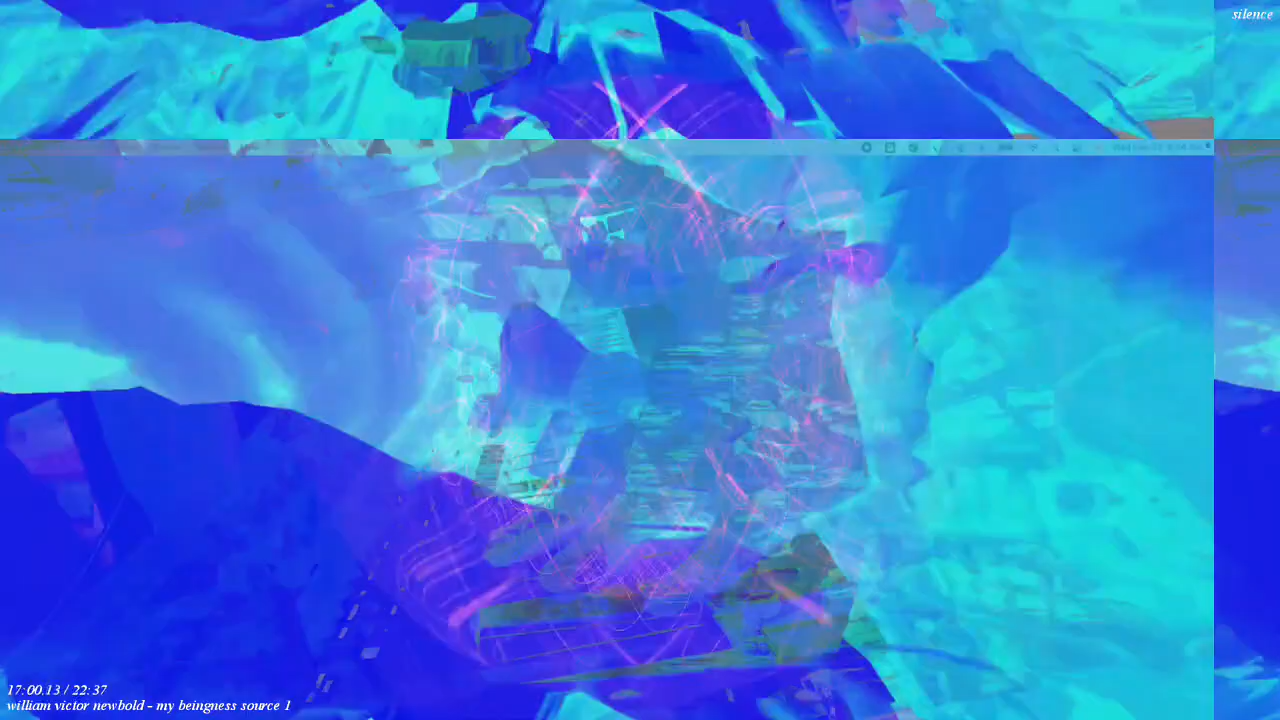 silence
17:00.13 / 22:37
william victor newbold - my beingness source 1